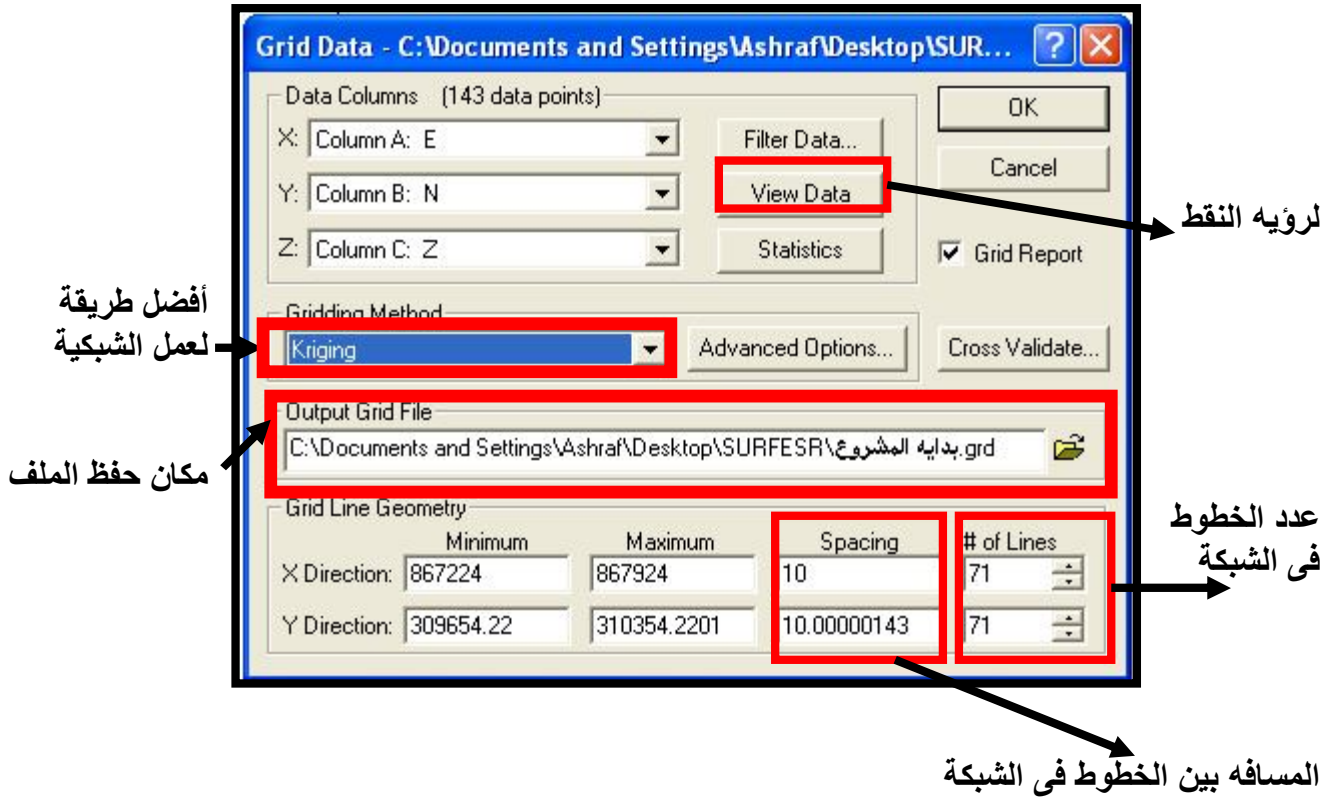 Grid Data - C:\Documents and Settings\Ashraf\Desktop\SUR...
Data Columns (143 data points)
OK
X: Column A: E
Filter Data...
Cancel
Y: Column B: N
View Data
لرؤيه النقط
Z: Column C: Z
Statistics
Grid Report
أفضل طريقة
لعمل الشبكية
Gridding Method
Kriging
Advanced Options...
Cross Validate...
Output Grid File
C:\Documents and Settings\Ashraf\Desktop\SURFESR\بدايه المشروع.grd
مكان حفظ الملف
Grid Line Geometry
Minimum Maximum Spacing # of Lines
X Direction: 867224 867924 10 71
Y Direction: 309654.22 310354.2201 10.00000143 71
عدد الخطوط
فى الشبكة
المسافه بين الخطوط فى الشبكة